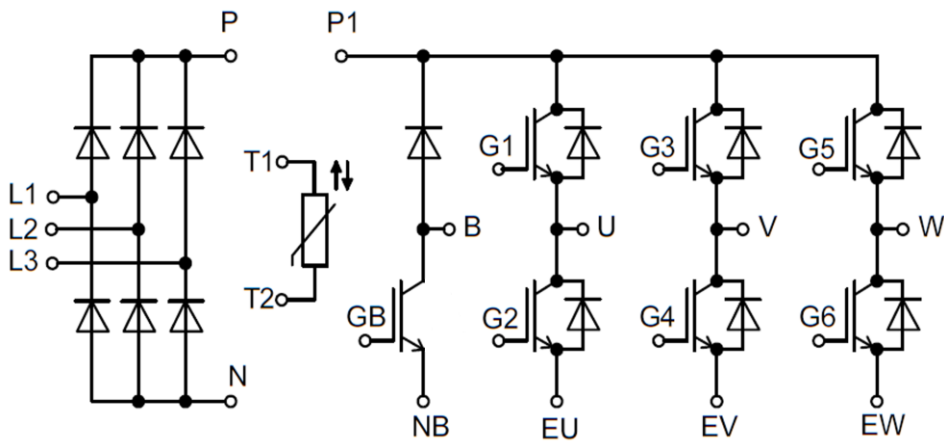 P P1
T1 G1 G3 G5
L1
L2 B U V W
L3
T2 GB G2 G4 G6
N
NB EU EV EW